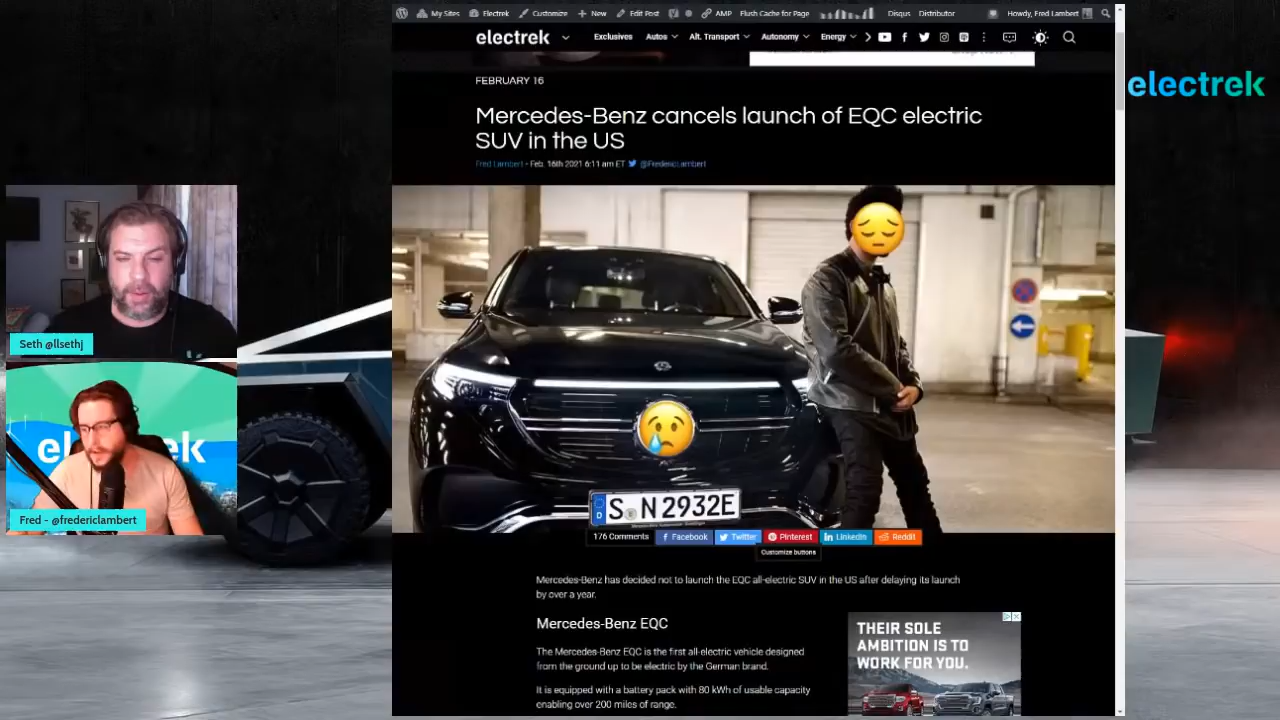 My Sites
Electrek
Customize
New
Edit Post
AMP
Flush Cache for Page
Disqus
Distributor
Howdy, Fred Lambert
electrek
Exclusives
Autos
Alt. Transport
Autonomy
Energy
electrek
FEBRUARY 16
Mercedes-Benz cancels launch of EQC electric
SUV in the US
Fred Lambert - Feb. 16th 2021 6:11 am ET @FredericLambert
Seth @llsethj
Fred - @fredericlambert
S N 2932E
D
176 Comments
Facebook
Twitter
Pinterest
LinkedIn
Reddit
Customize buttons
Mercedes-Benz has decided not to launch the EQC all-electric SUV in the US after delaying its launch
by over a year.
Mercedes-Benz EQC
The Mercedes-Benz EQC is the first all-electric vehicle designed
from the ground up to be electric by the German brand.
It is equipped with a battery pack with 80 kWh of usable capacity
enabling over 200 miles of range.
THEIR SOLE
AMBITION IS TO
WORK FOR YOU.